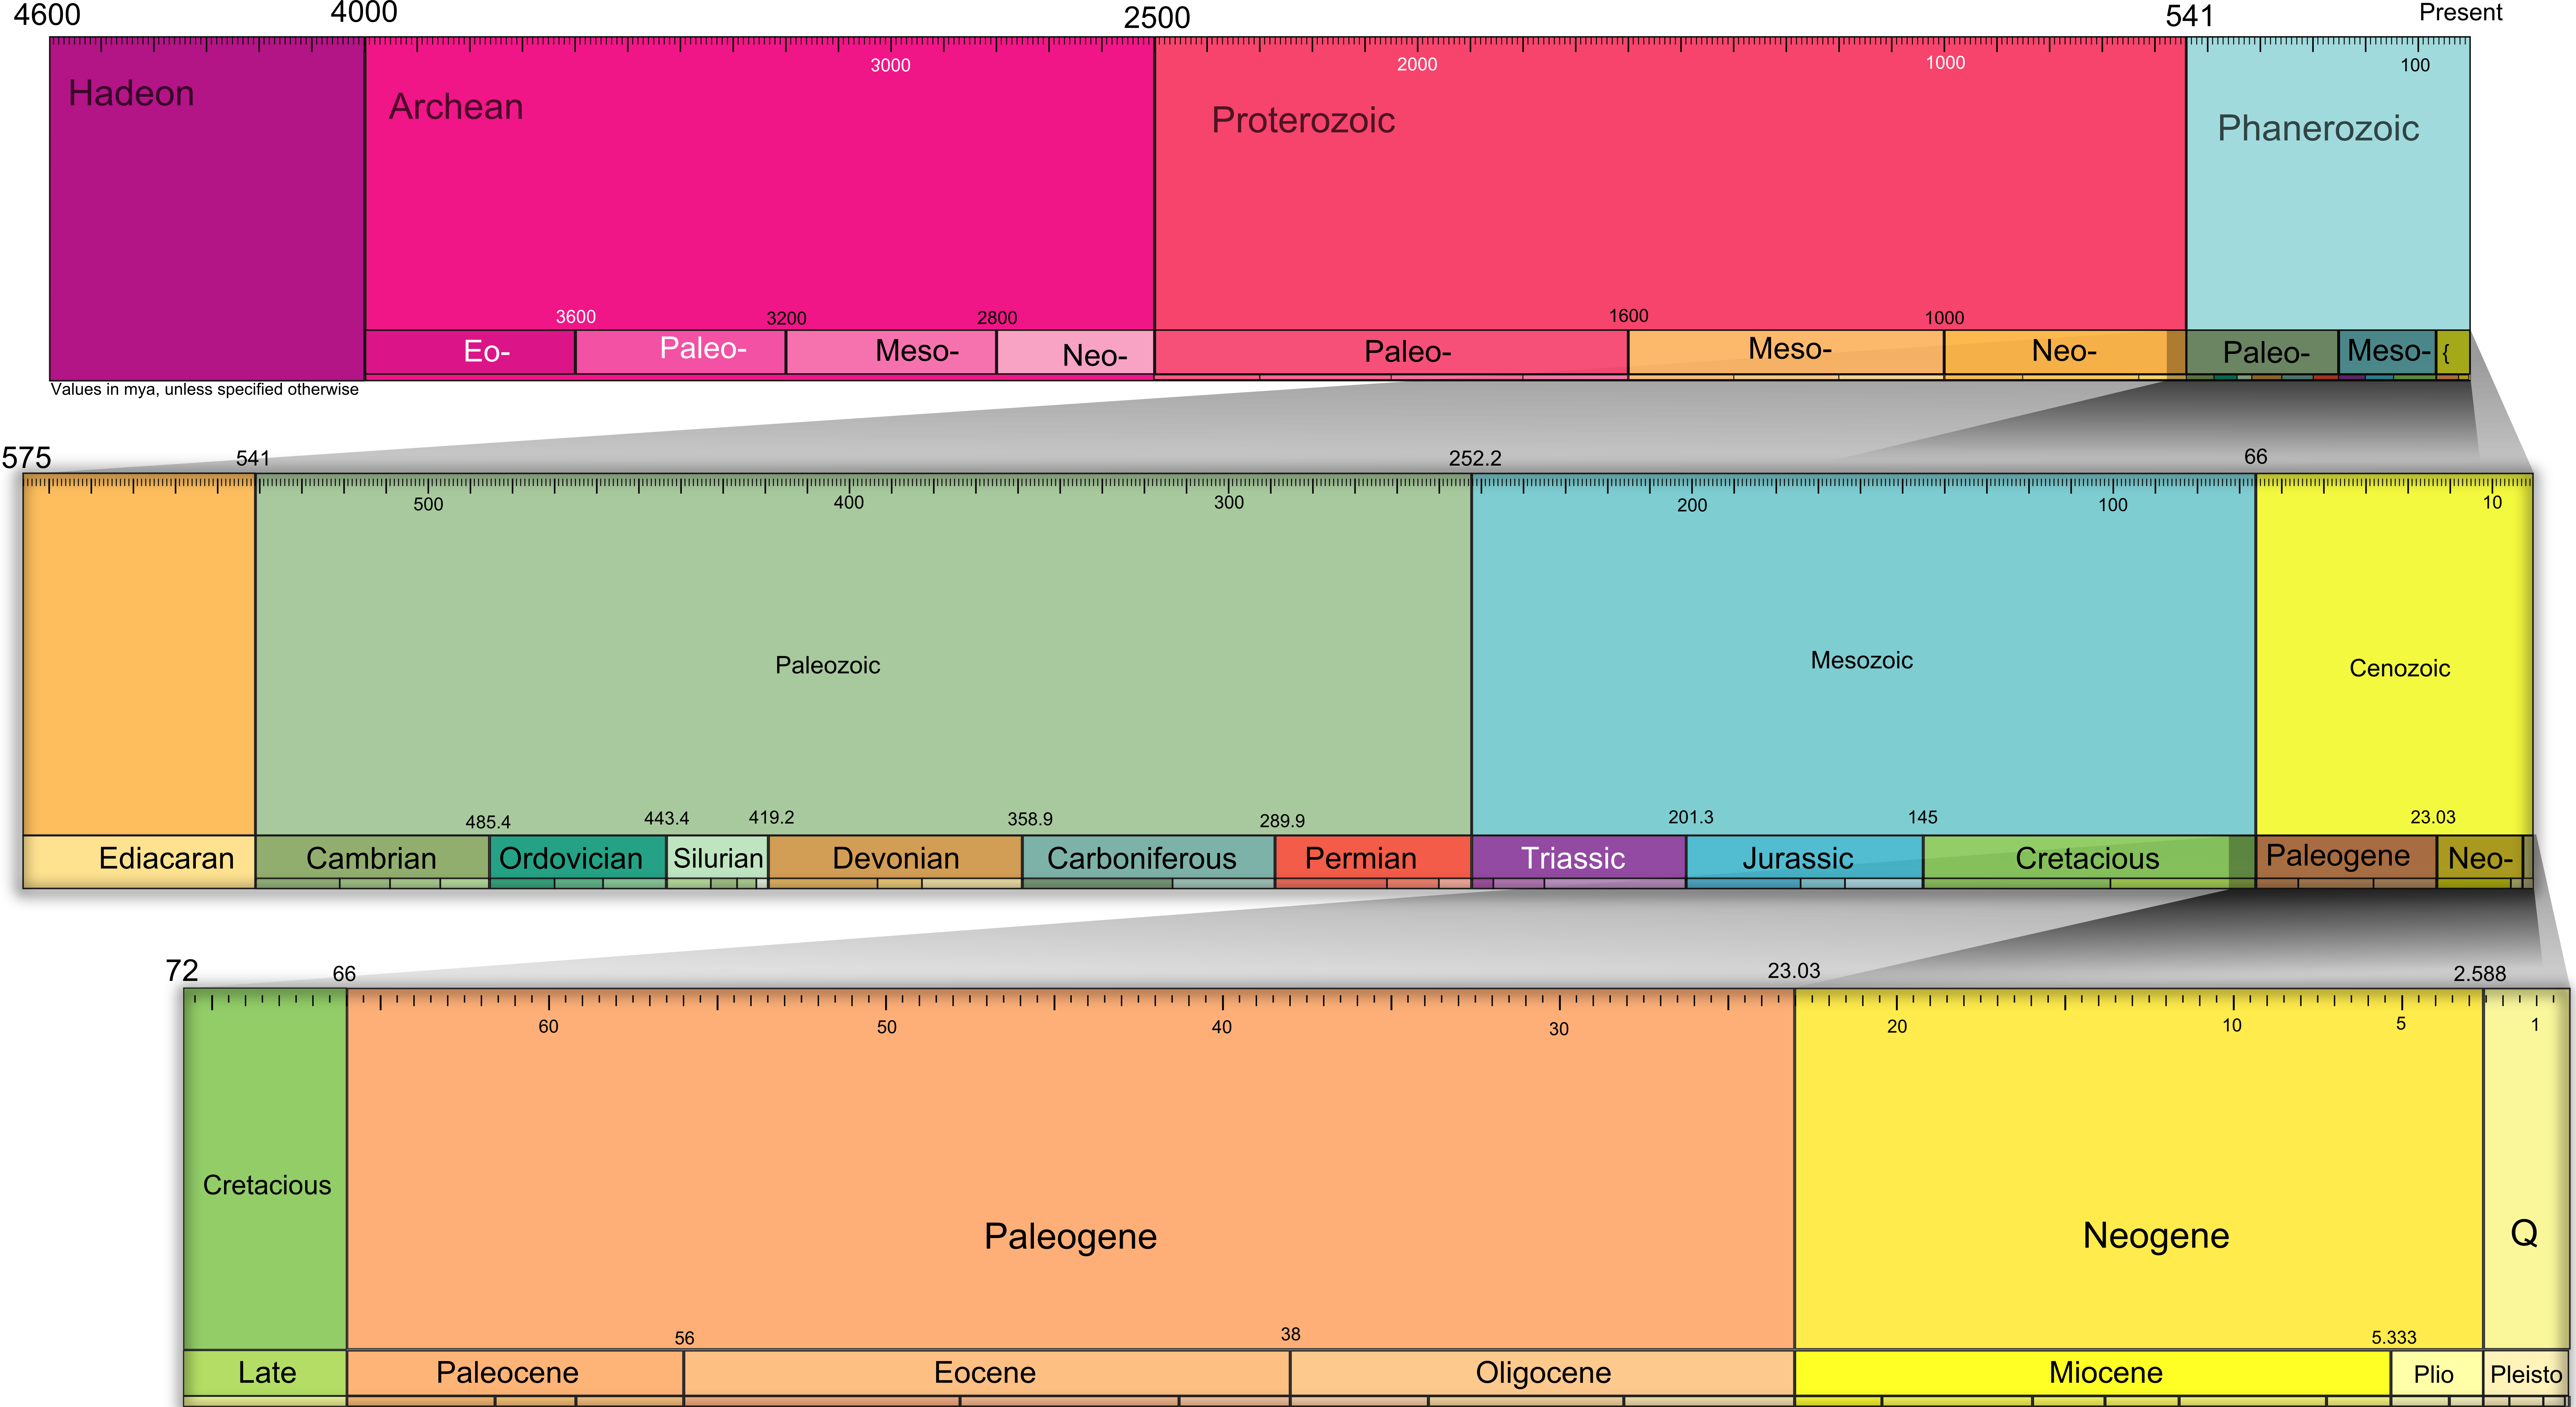 4600 4000 2500 541 Present
3000 2000 1000 100
Hadeon Archean Proterozoic Phanerozoic
3600 3200 2800 1600 1000
Eo- Paleo- Meso- Neo- Paleo- Meso- Neo- Paleo- Meso- {
Values in mya, unless specified otherwise
575 541 252.2 66
500 400 300 200 100 10
Paleozoic Mesozoic Cenozoic
485.4 443.4 419.2 358.9 289.9 201.3 145 23.03
Ediacaran Cambrian Ordovician Silurian Devonian Carboniferous Permian Triassic Jurassic Cretacious Paleogene Neo-
72 66 23.03 2.588
60 50 40 30 20 10 5 1
Cretacious Paleogene Neogene Q
56 38 5.333
Late Paleocene Eocene Oligocene Miocene Plio Pleisto